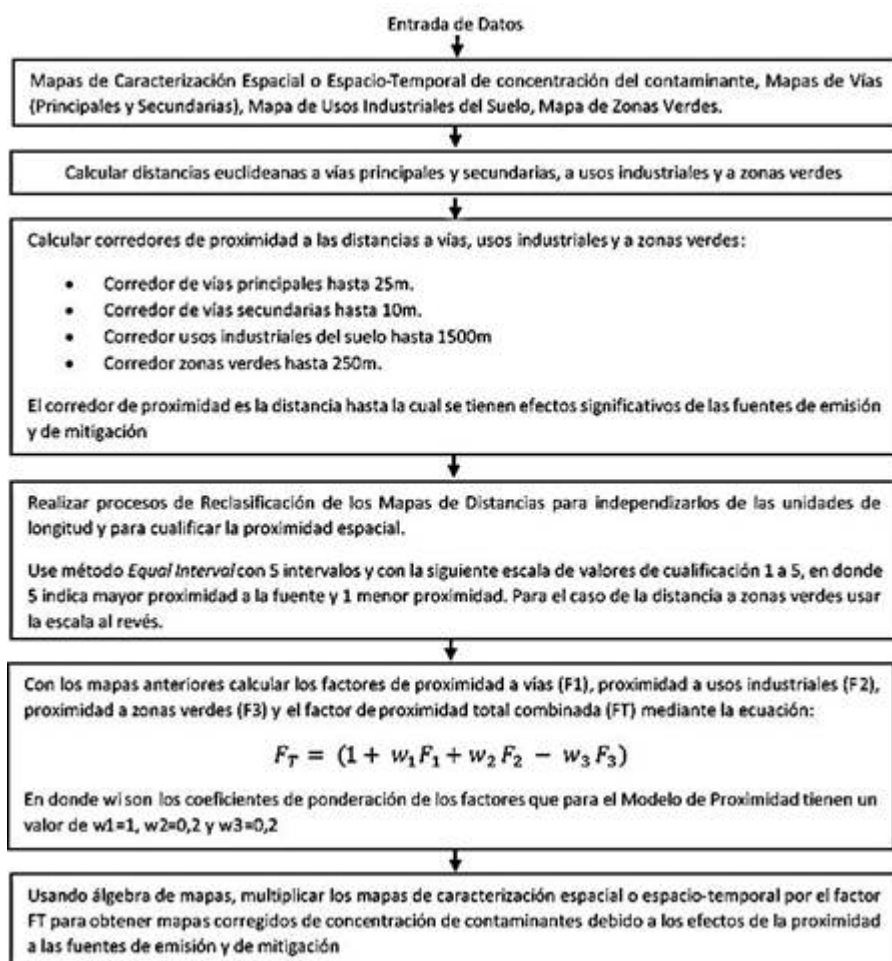 Entrada de Datos
Mapas de Caracterización Espacial o Espacio-Temporal de concentración del contaminante, Mapas de Vías
(Principales y Secundarias), Mapa de Usos Industriales del Suelo, Mapa de Zonas Verdes.
Calcular distancias euclideanas a vías principales y secundarias, a usos industriales y a zonas verdes
Calcular corredores de proximidad a las distancias a vías, usos industriales y a zonas verdes:
• Corredor de vías principales hasta 25m.
• Corredor de vías secundarias hasta 10m.
• Corredor usos industriales del suelo hasta 1500m
• Corredor zonas verdes hasta 250m.
El corredor de proximidad es la distancia hasta la cual se tienen efectos significativos de las fuentes de emisión
y de mitigación
Realizar procesos de Reclasificación de los Mapas de Distancias para independizarlos de las unidades de
longitud y para cualificar la proximidad espacial.
Use método Equal Interval con 5 intervalos y con la siguiente escala de valores de cualificación 1 a 5, en donde
5 indica mayor proximidad a la fuente y 1 menor proximidad. Para el caso de la distancia a zonas verdes usar
la escala al revés.
Con los mapas anteriores calcular los factores de proximidad a vías (F1), proximidad a usos industriales (F2),
proximidad a zonas verdes (F3) y el factor de proximidad total combinada (FT) mediante la ecuación:
F_T = (1 + w_1 F_1 + w_2 F_2 − w_3 F_3)
En donde wi son los coeficientes de ponderación de los factores que para el Modelo de Proximidad tienen un
valor de w1=1, w2=0,2 y w3=0,2
Usando álgebra de mapas, multiplicar los mapas de caracterización espacial o espacio-temporal por el factor
FT para obtener mapas corregidos de concentración de contaminantes debido a los efectos de la proximidad
a las fuentes de emisión y de mitigación